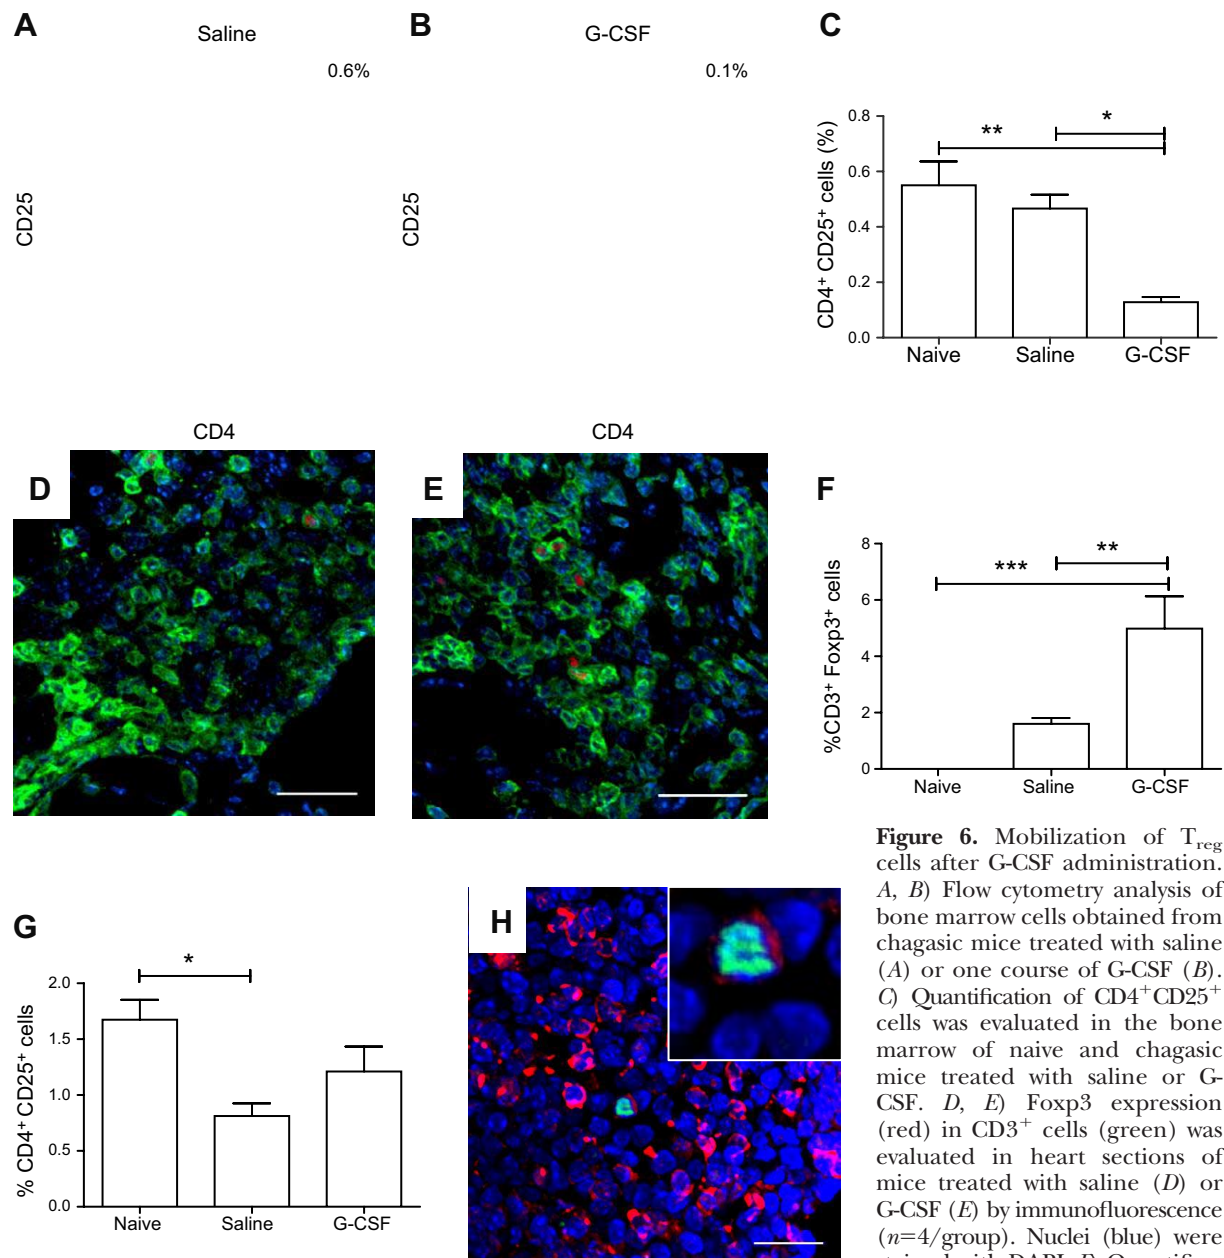 A
Saline
0.6%
CD25
CD4
B
G-CSF
0.1%
CD25
CD4
C
CD4⁺ CD25⁺ cells (%)
0.8
0.6
0.4
0.2
0.0
**
*
Naive
Saline
G-CSF
D
E
F
%CD3⁺ Foxp3⁺ cells
8
6
4
2
0
***
**
Naive
Saline
G-CSF
G
% CD4⁺ CD25⁺ cells
2.0
1.5
1.0
0.5
0.0
*
Naive
Saline
G-CSF
H
Figure 6. Mobilization of T_reg
cells after G-CSF administration.
A, B) Flow cytometry analysis of
bone marrow cells obtained from
chagasic mice treated with saline
(A) or one course of G-CSF (B).
C) Quantification of CD4⁺CD25⁺
cells was evaluated in the bone
marrow of naive and chagasic
mice treated with saline or G-
CSF. D, E) Foxp3 expression
(red) in CD3⁺ cells (green) was
evaluated in heart sections of
mice treated with saline (D) or
G-CSF (E) by immunofluorescence
(n=4/group). Nuclei (blue) were